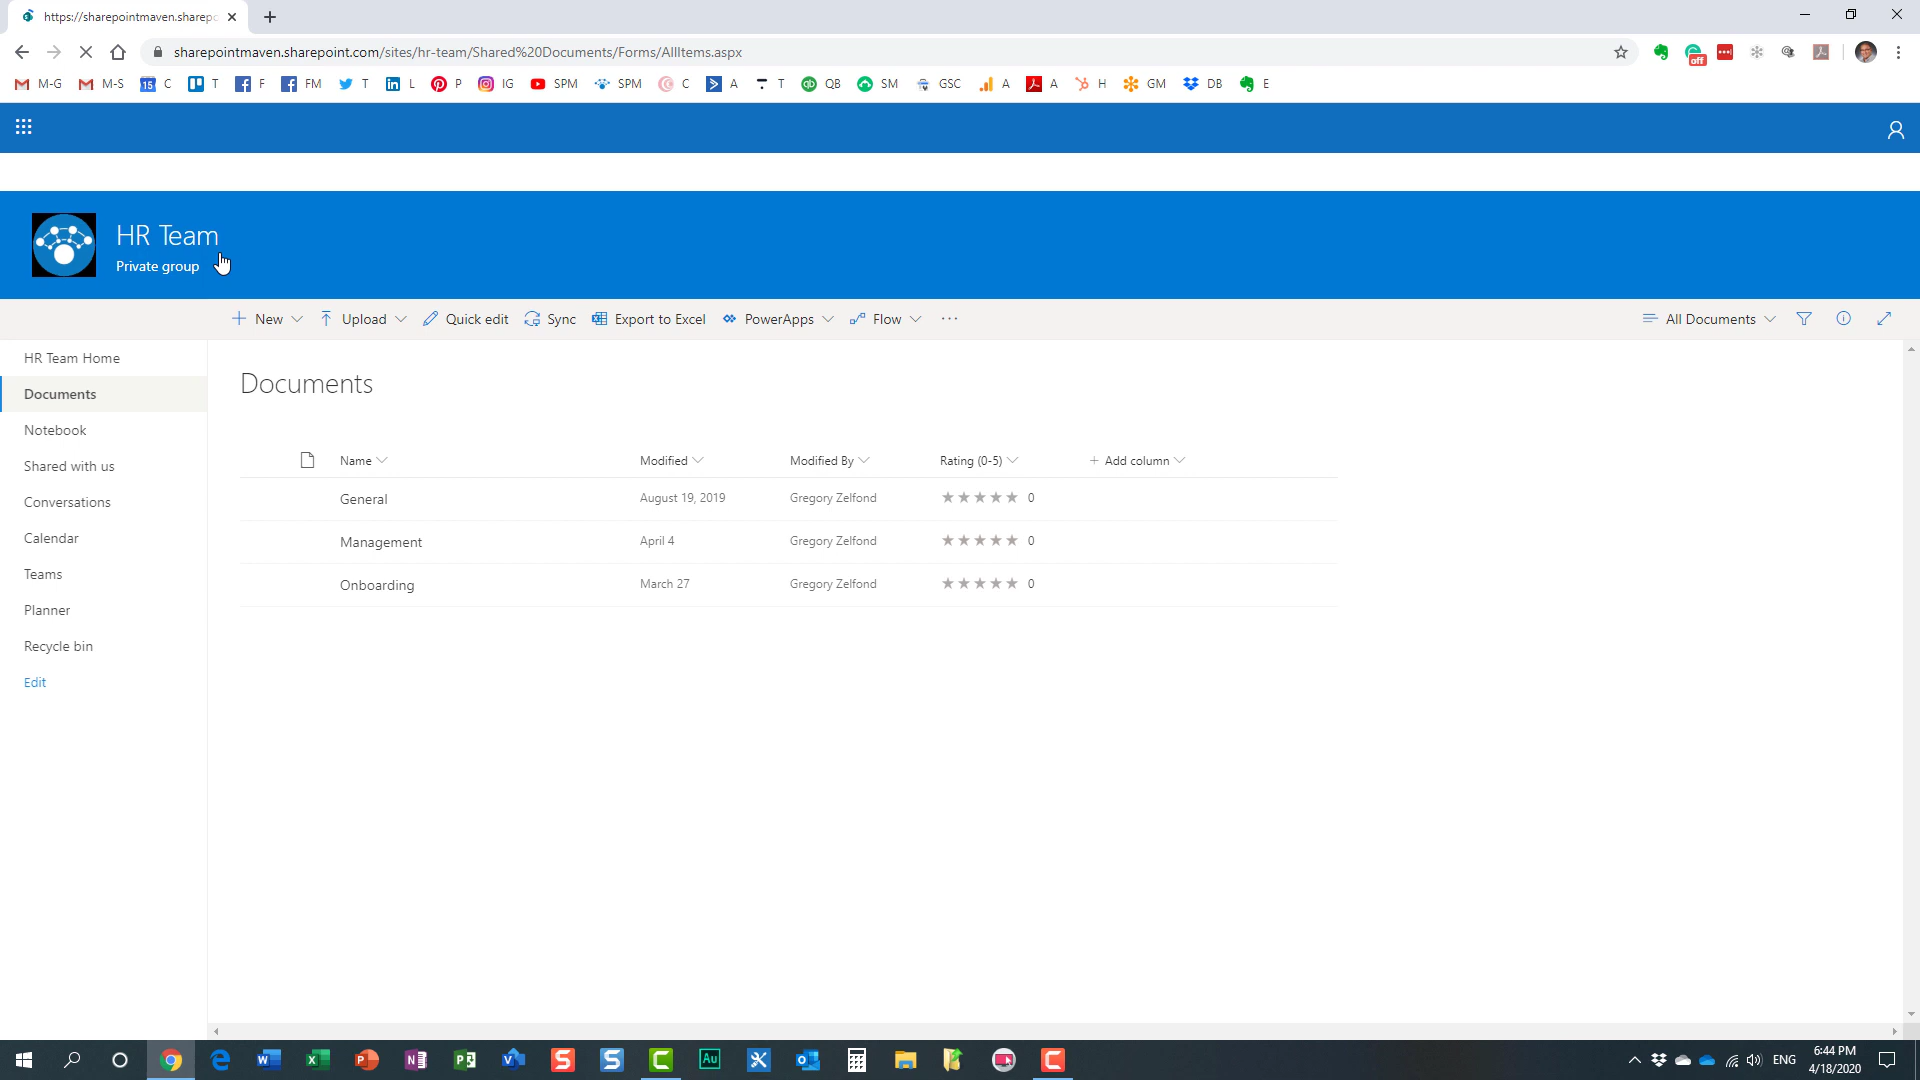 https://sharepointmaven.sharepo
sharepointmaven.sharepoint.com/sites/hr-team/Shared%20Documents/Forms/AllItems.aspx
off
M-G M-S 15 C T F FM T L P IG SPM SPM C A T QB SM GSC A A H GM DB E
HR Team
Private group
New Upload Quick edit Sync Export to Excel PowerApps Flow ... All Documents
HR Team Home
Documents
Notebook
Shared with us
Conversations
Calendar
Teams
Planner
Recycle bin
Edit
Documents
Name Modified Modified By Rating (0-5) + Add column
General August 19, 2019 Gregory Zelfond 0
Management April 4 Gregory Zelfond 0
Onboarding March 27 Gregory Zelfond 0
Au
ENG
6:44 PM
4/18/2020